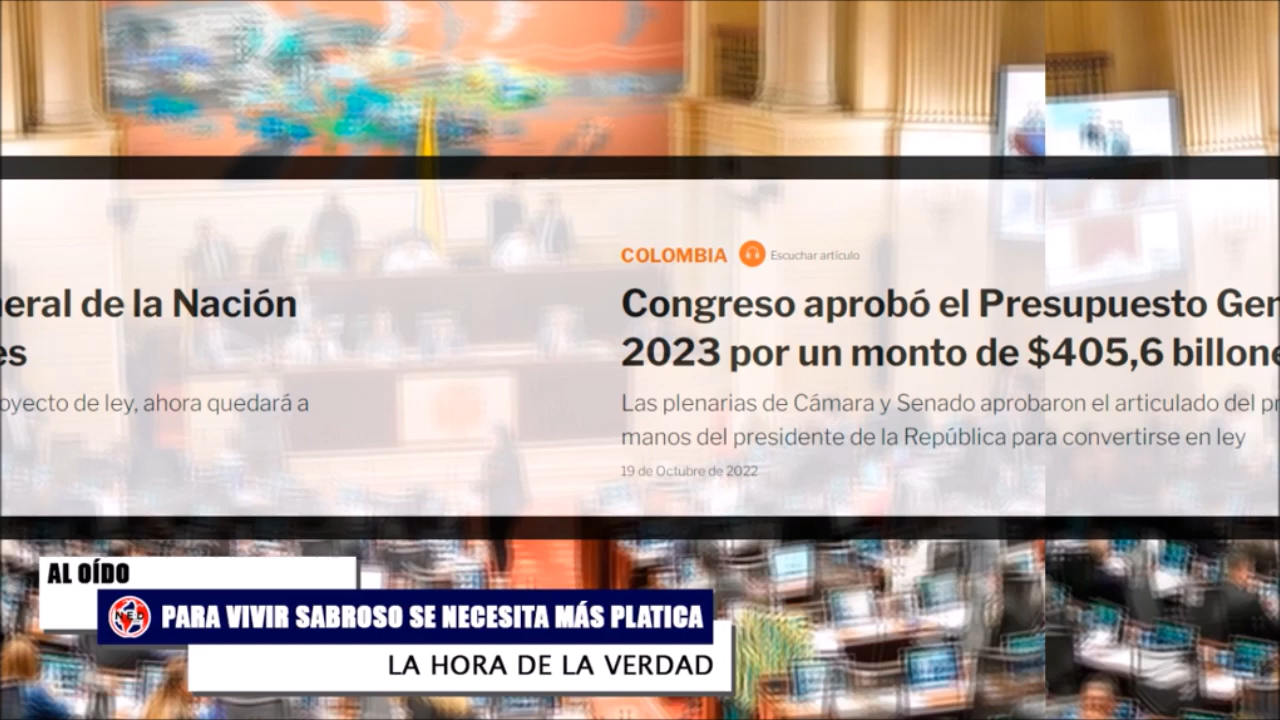 COLOMBIA Escuchar artículo
eral de la Nación
Congreso aprobó el Presupuesto Gen
es
2023 por un monto de $405,6 billone
oyecto de ley, ahora quedará a
Las plenarias de Cámara y Senado aprobaron el articulado del pr
manos del presidente de la República para convertirse en ley
19 de Octubre de 2022
AL OÍDO
PARA VIVIR SABROSO SE NECESITA MÁS PLATICA
LA HORA DE LA VERDAD